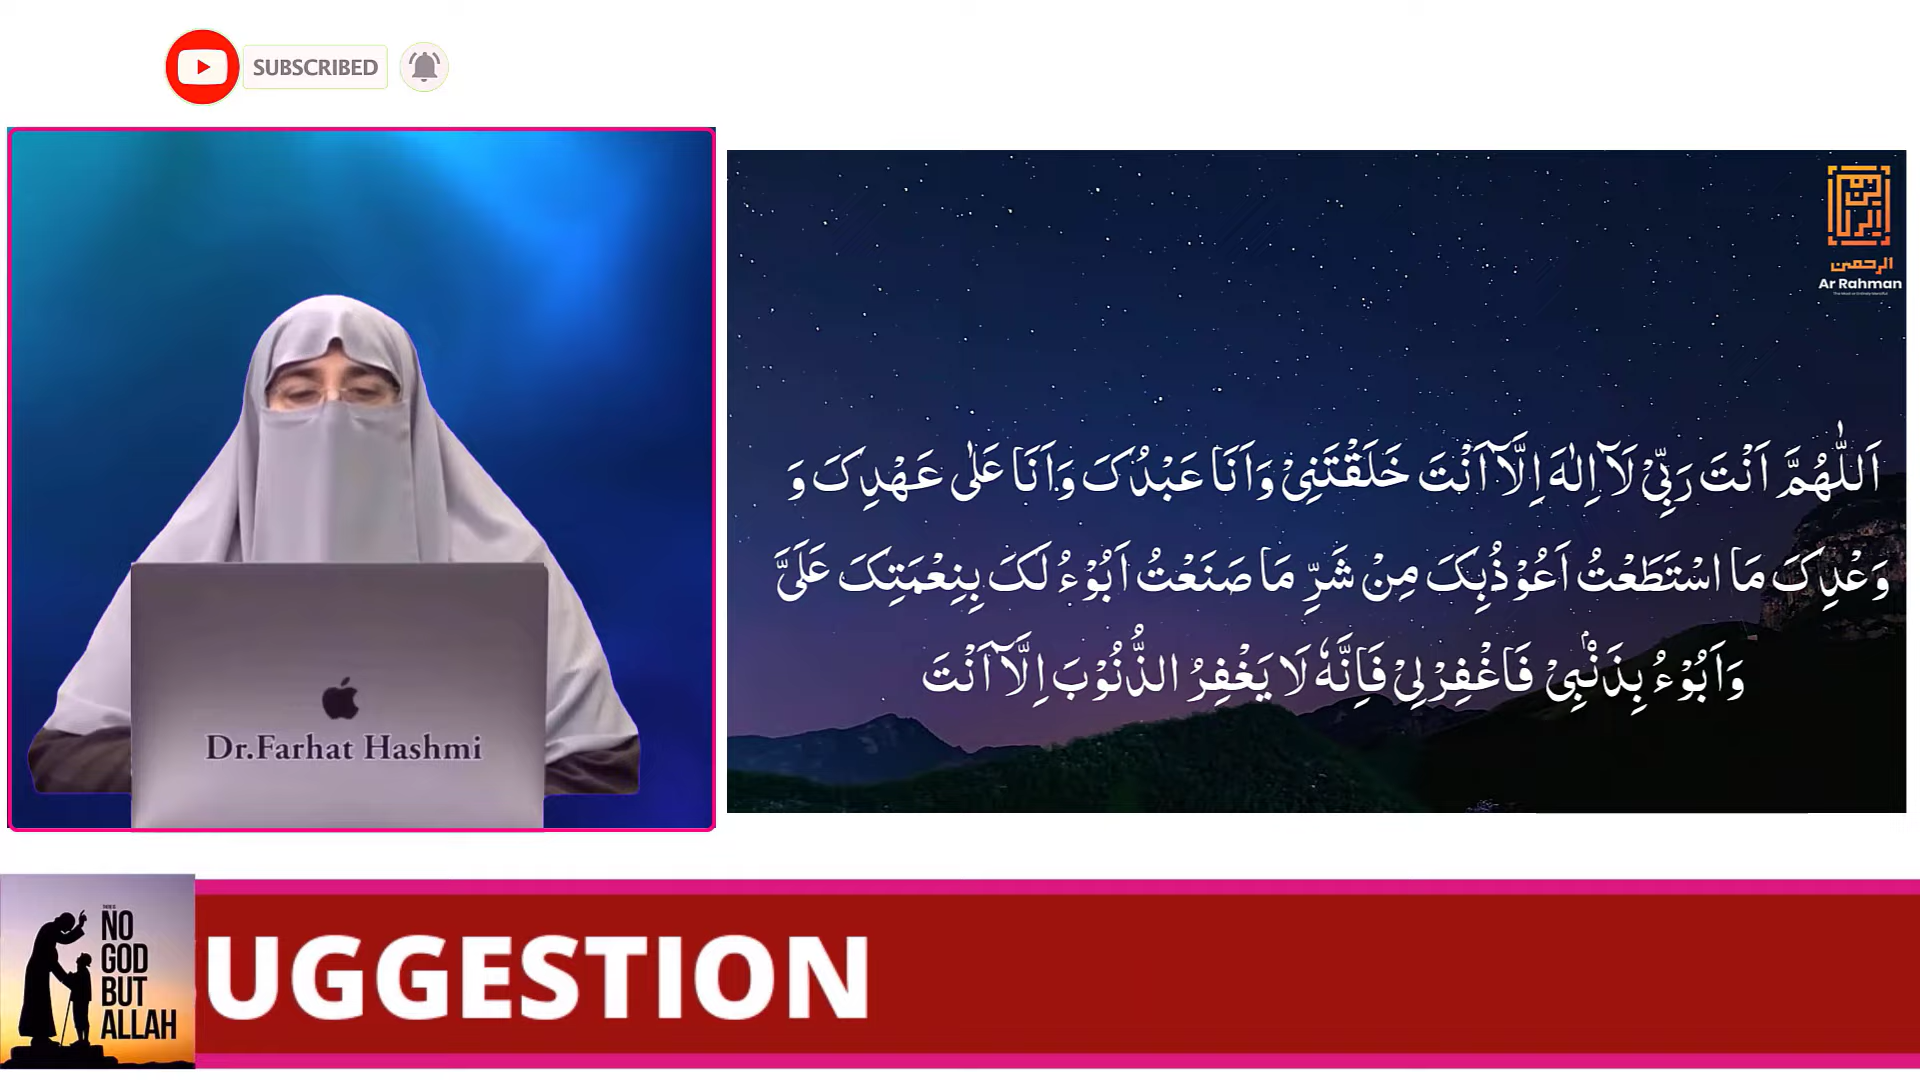 SUBSCRIBED
الرحمن
Ar Rahman
اَللّٰهُمَّ اَنْتَ رَبِّیْ لَاۤ اِلٰهَ اِلَّاۤ اَنْتَ خَلَقْتَنِیْ وَاَنَا عَبْدُکَ وَاَنَا عَلٰی عَهْدِکَ وَ
وَعْدِکَ مَا اسْتَطَعْتُ اَعُوْذُبِکَ مِنْ شَرِّ مَا صَنَعْتُ اَبُوْءُ لَکَ بِنِعْمَتِکَ عَلَیَّ
وَاَبُوْءُ بِذَنْۢبِیْ فَاغْفِرْلِیْ فَاِنَّهٗ لَا یَغْفِرُ الذُّنُوْبَ اِلَّاۤ اَنْتَ
Dr.Farhat Hashmi
NO
GOD
BUT
ALLAH
UGGESTION